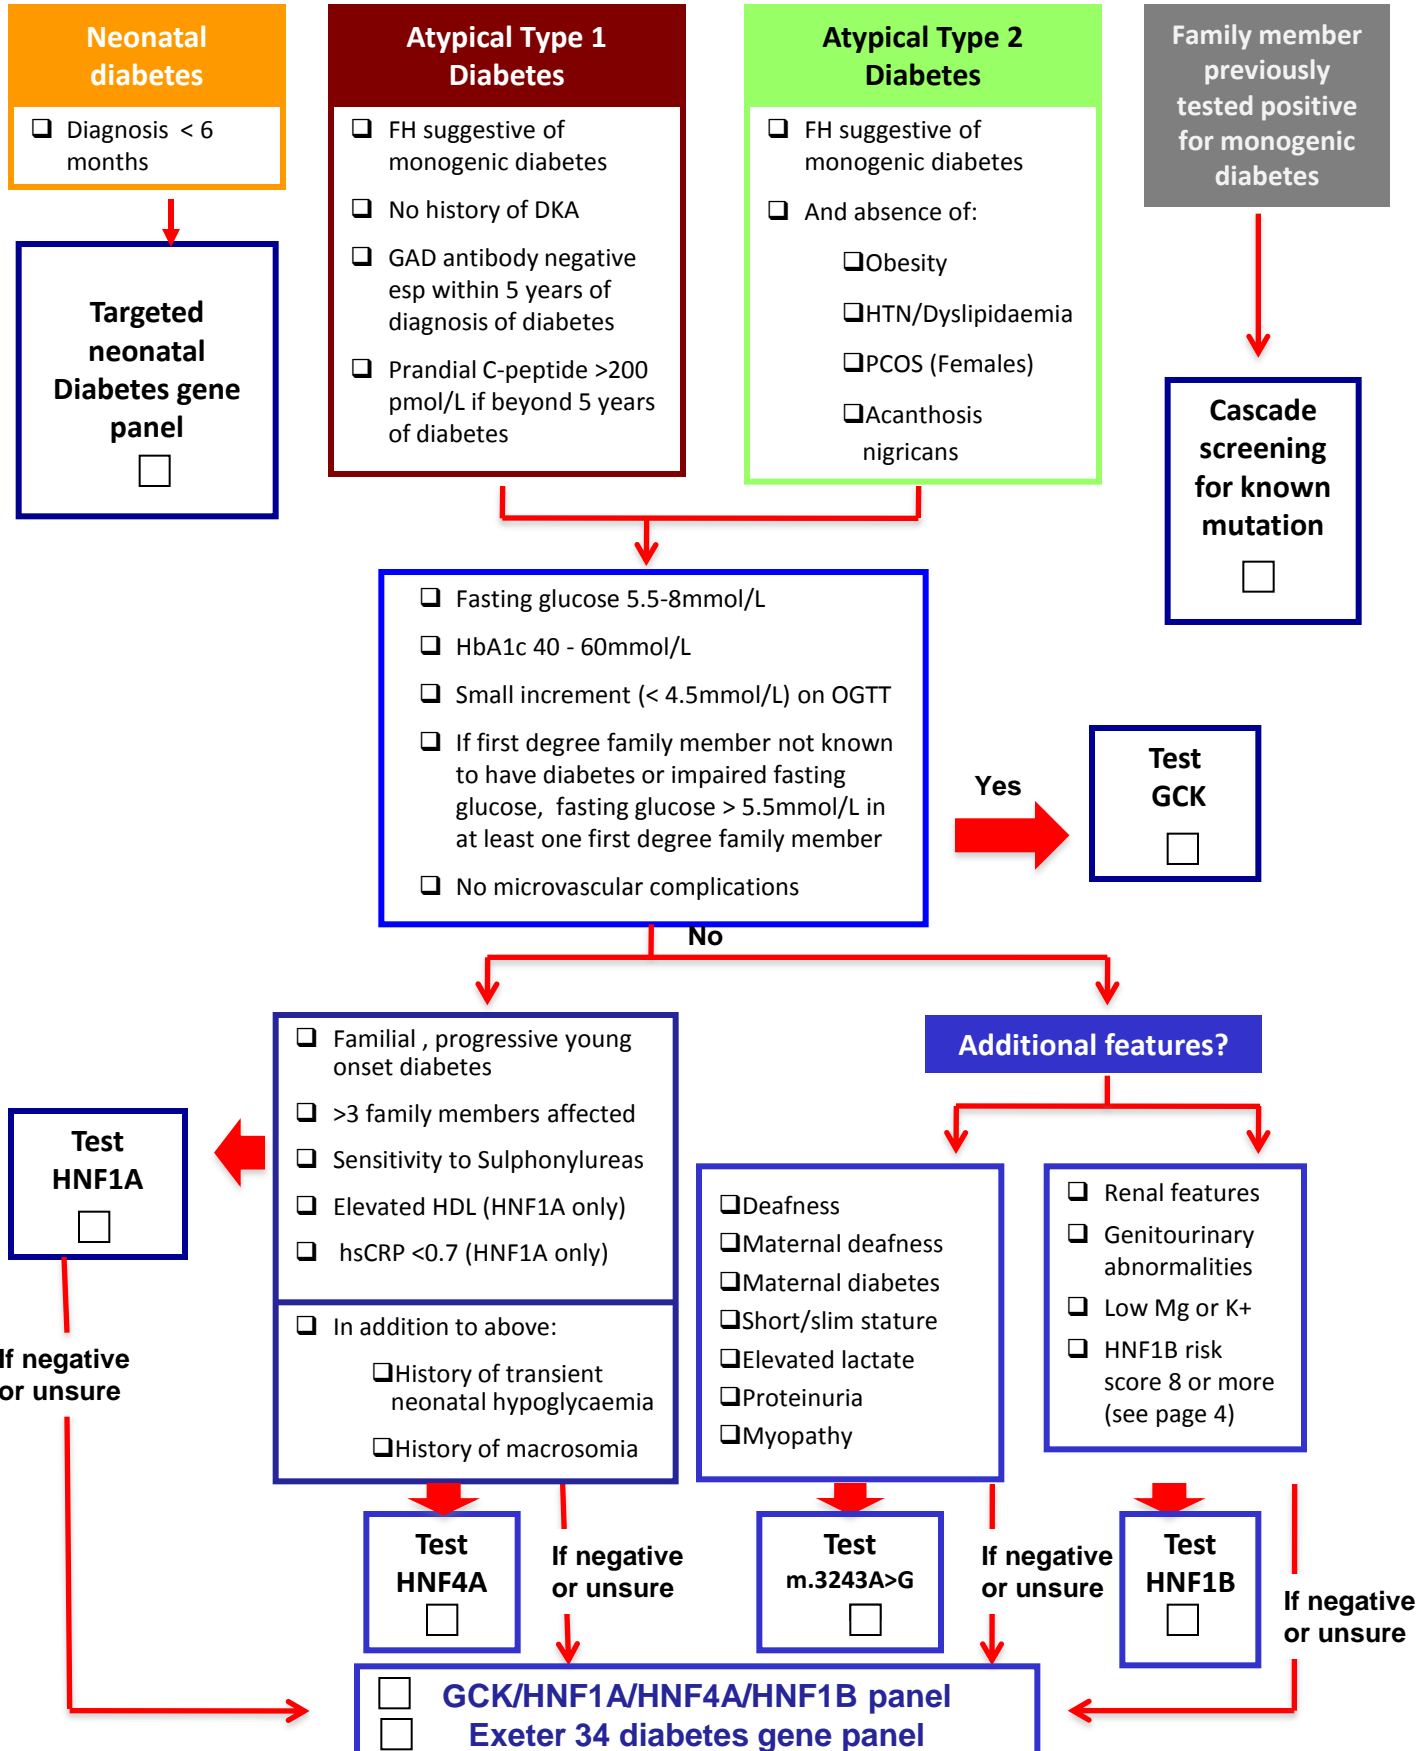 Neonatal
diabetes
Diagnosis < 6
months
Targeted
neonatal
Diabetes gene
panel
Atypical Type 1
Diabetes
FH suggestive of
monogenic diabetes
No history of DKA
GAD antibody negative
esp within 5 years of
diagnosis of diabetes
Prandial C-peptide >200
pmol/L if beyond 5 years
of diabetes
Atypical Type 2
Diabetes
FH suggestive of
monogenic diabetes
And absence of:
Obesity
HTN/Dyslipidaemia
PCOS (Females)
Acanthosis
nigricans
Family member
previously
tested positive
for monogenic
diabetes
Cascade
screening
for known
mutation
Fasting glucose 5.5-8mmol/L
HbA1c 40 - 60mmol/L
Small increment (< 4.5mmol/L) on OGTT
If first degree family member not known
to have diabetes or impaired fasting
glucose, fasting glucose > 5.5mmol/L in
at least one first degree family member
No microvascular complications
Yes
Test
GCK
No
Familial , progressive young
onset diabetes
>3 family members affected
Sensitivity to Sulphonylureas
Elevated HDL (HNF1A only)
hsCRP <0.7 (HNF1A only)
In addition to above:
History of transient
neonatal hypoglycaemia
History of macrosomia
Test
HNF1A
If negative
or unsure
Additional features?
Deafness
Maternal deafness
Maternal diabetes
Short/slim stature
Elevated lactate
Proteinuria
Myopathy
Renal features
Genitourinary
abnormalities
Low Mg or K+
HNF1B risk
score 8 or more
(see page 4)
Test
HNF4A
If negative
or unsure
Test
m.3243A>G
If negative
or unsure
Test
HNF1B
If negative
or unsure
GCK/HNF1A/HNF4A/HNF1B panel
Exeter 34 diabetes gene panel